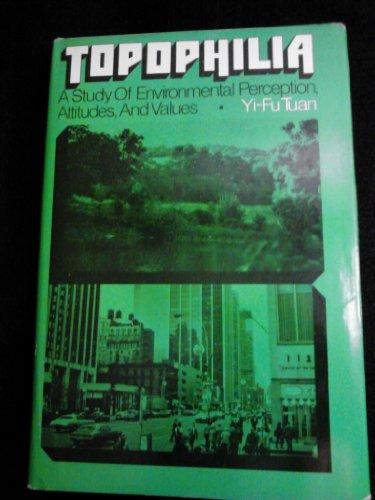 TOPOPHILIA
A Study Of Environmental Perception,
Attitudes, And Values • Yi-Fu Tuan